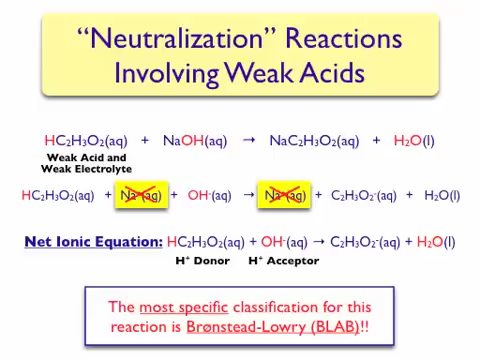 “Neutralization” Reactions
Involving Weak Acids
HC₂H₃O₂(aq) + NaOH(aq) → NaC₂H₃O₂(aq) + H₂O(l)
Weak Acid and
Weak Electrolyte
HC₂H₃O₂(aq) + Na⁺(aq) + OH⁻(aq) → Na⁺(aq) + C₂H₃O₂⁻(aq) + H₂O(l)
Net Ionic Equation: HC₂H₃O₂(aq) + OH⁻(aq) → C₂H₃O₂⁻(aq) + H₂O(l)
H⁺ Donor H⁺ Acceptor
The most specific classification for this
reaction is Brønstead-Lowry (BLAB)!!